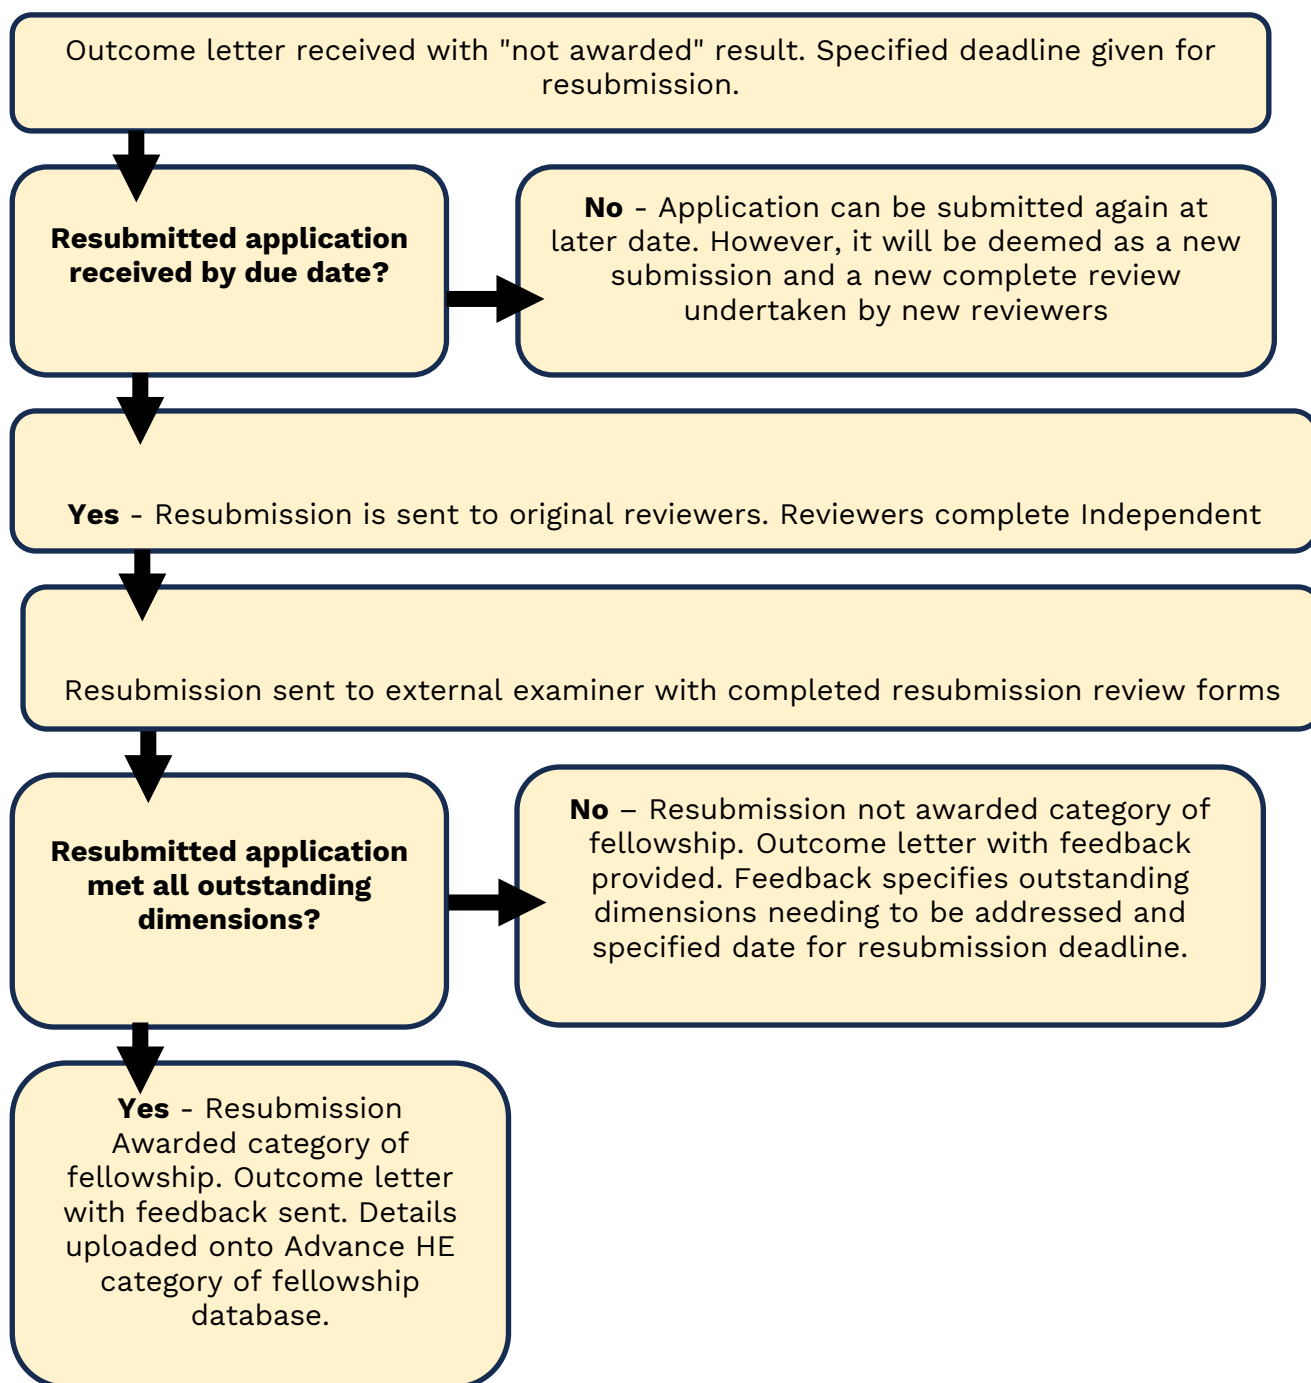 Outcome letter received with "not awarded" result. Specified deadline given for
resubmission.
Resubmitted application
received by due date?
No - Application can be submitted again at
later date. However, it will be deemed as a new
submission and a new complete review
undertaken by new reviewers
Yes - Resubmission is sent to original reviewers. Reviewers complete Independent
Resubmission sent to external examiner with completed resubmission review forms
Resubmitted application
met all outstanding
dimensions?
No – Resubmission not awarded category of
fellowship. Outcome letter with feedback
provided. Feedback specifies outstanding
dimensions needing to be addressed and
specified date for resubmission deadline.
Yes - Resubmission
Awarded category of
fellowship. Outcome letter
with feedback sent. Details
uploaded onto Advance HE
category of fellowship
database.